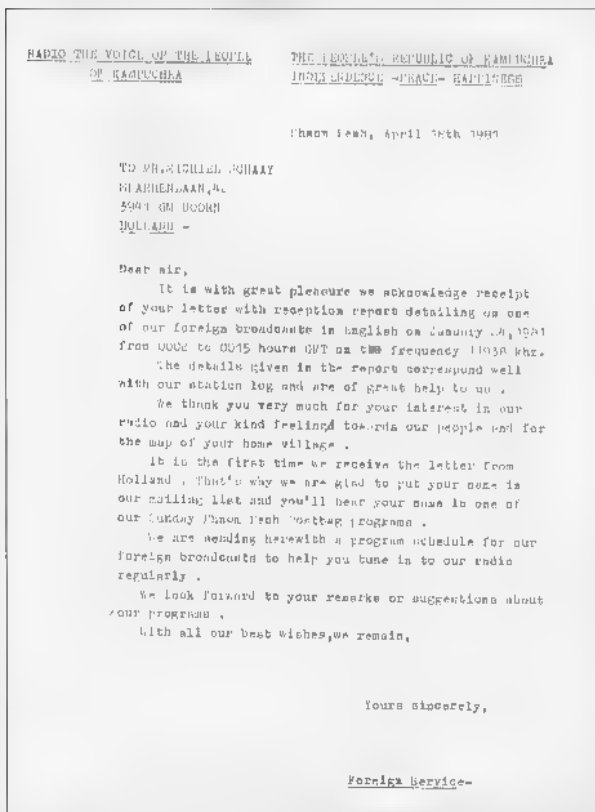 RADIO THE VOICE OF THE PEOPLE
OF KAMPUCHEA
THE PEOPLE'S REPUBLIC OF KAMPUCHEA
INDEPENDENCE -PEACE- HAPPINESS
Phnom Penh, April 1981
TO MR.MICHIEL SCHAAY
3941 GM DOORN
HOLLAND -
Dear sir,
It is with great pleasure we acknowledge receipt
of your letter with reception report detailing on one
of our foreign broadcasts in English on January 1981
from 0002 to 0015 hours GMT on the frequency 11938 khz.
The details given in the report correspond well
with our station log and are of great help to us .
We thank you very much for your interest in our
radio and your kind feelings towards our people and for
the map of your home village .
It is the first time we receive the letter from
Holland . That's why we are glad to put your name in
our mailing list and you'll hear your name in one of
our Sunday Phnom Penh Postbag programs .
We are sending herewith a program schedule for our
foreign broadcasts to help you tune in to our radio
regularly .
We look forward to your remarks or suggestions about
our programs .
With all our best wishes,we remain,
Yours sincerely,
Foreign Service-